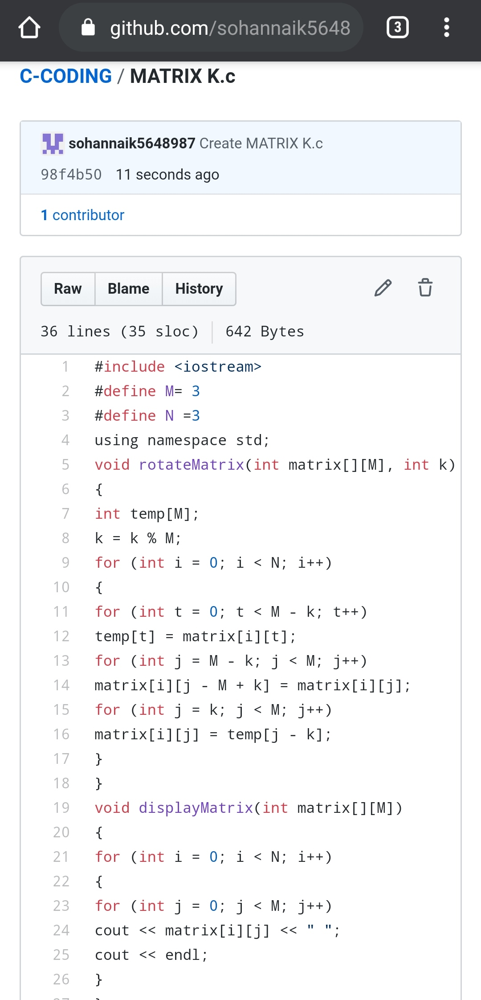 github.com/sohannaik5648
3
C-CODING / MATRIX K.c
sohannaik5648987 Create MATRIX K.c
98f4b50 11 seconds ago
1 contributor
Raw Blame History
36 lines (35 sloc) 642 Bytes
1 #include <iostream>
2 #define M= 3
3 #define N =3
4 using namespace std;
5 void rotateMatrix(int matrix[][M], int k)
6 {
7 int temp[M];
8 k = k % M;
9 for (int i = 0; i < N; i++)
10 {
11 for (int t = 0; t < M - k; t++)
12 temp[t] = matrix[i][t];
13 for (int j = M - k; j < M; j++)
14 matrix[i][j - M + k] = matrix[i][j];
15 for (int j = k; j < M; j++)
16 matrix[i][j] = temp[j - k];
17 }
18 }
19 void displayMatrix(int matrix[][M])
20 {
21 for (int i = 0; i < N; i++)
22 {
23 for (int j = 0; j < M; j++)
24 cout << matrix[i][j] << " ";
25 cout << endl;
26 }